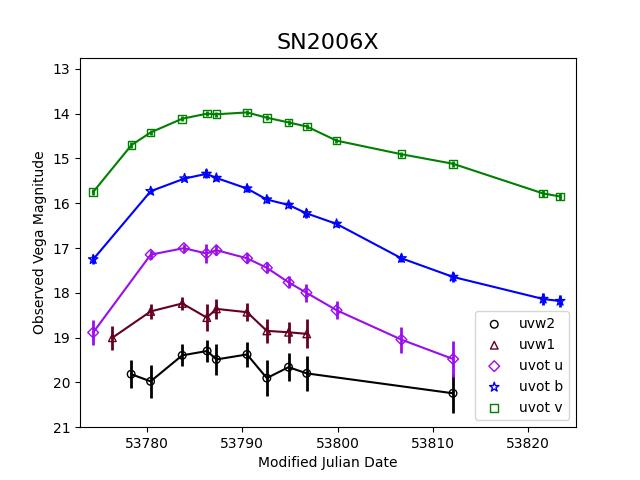 SN2006X
13
14
15
16
17
18
19
20
21
Observed Vega Magnitude
uvw2
uvw1
uvot u
uvot b
uvot v
53780
53790
53800
53810
53820
Modified Julian Date